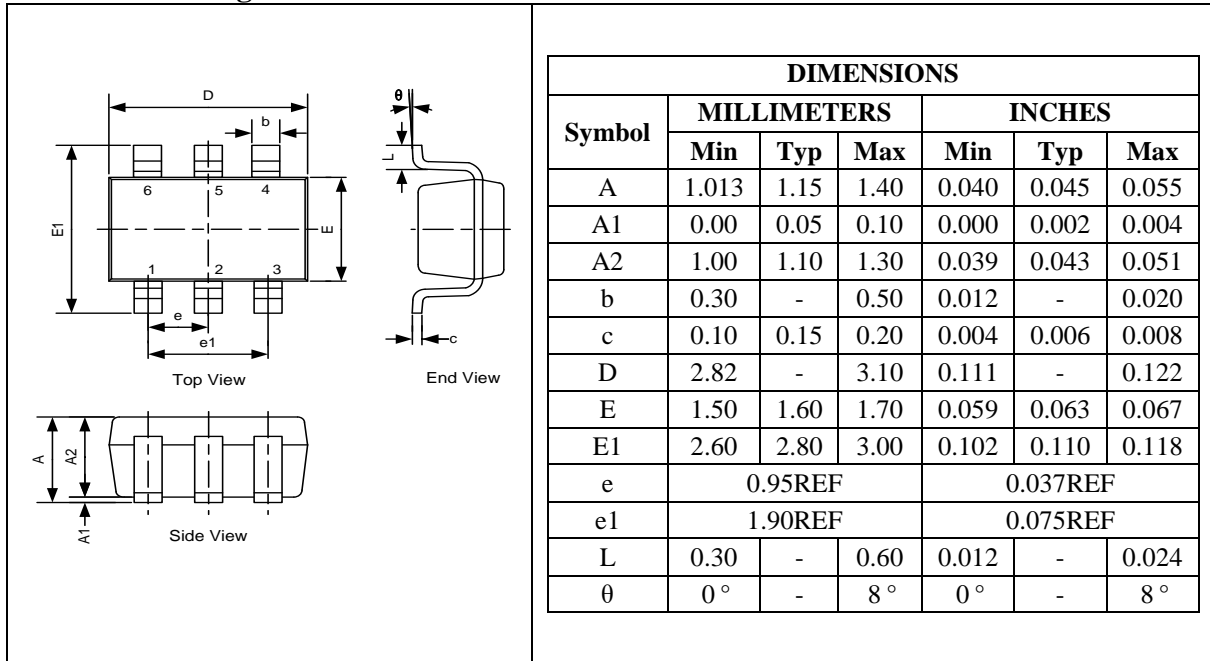 D
b
θ
L
6 5 4
E1
E
1 2 3
e
e1
c
Top View
End View
A
A2
A1
Side View
DIMENSIONS
Symbol MILLIMETERS INCHES
Min Typ Max Min Typ Max
A 1.013 1.15 1.40 0.040 0.045 0.055
A1 0.00 0.05 0.10 0.000 0.002 0.004
A2 1.00 1.10 1.30 0.039 0.043 0.051
b 0.30 - 0.50 0.012 - 0.020
c 0.10 0.15 0.20 0.004 0.006 0.008
D 2.82 - 3.10 0.111 - 0.122
E 1.50 1.60 1.70 0.059 0.063 0.067
E1 2.60 2.80 3.00 0.102 0.110 0.118
e 0.95REF 0.037REF
e1 1.90REF 0.075REF
L 0.30 - 0.60 0.012 - 0.024
θ 0° - 8° 0° - 8°